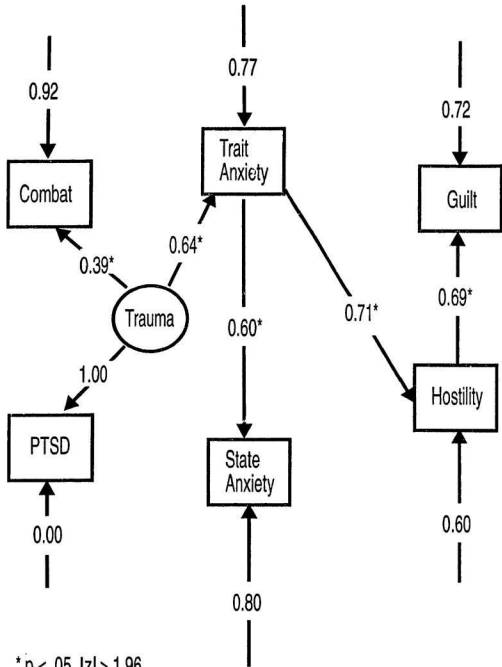 0.77
0.92
0.72
Trait
Anxiety
Combat
Guilt
0.39*
0.64*
0.69*
Trauma
0.60*
0.71*
1.00
Hostility
PTSD
State
Anxiety
0.00
0.60
0.80
* p < .05, |z| > 1.96